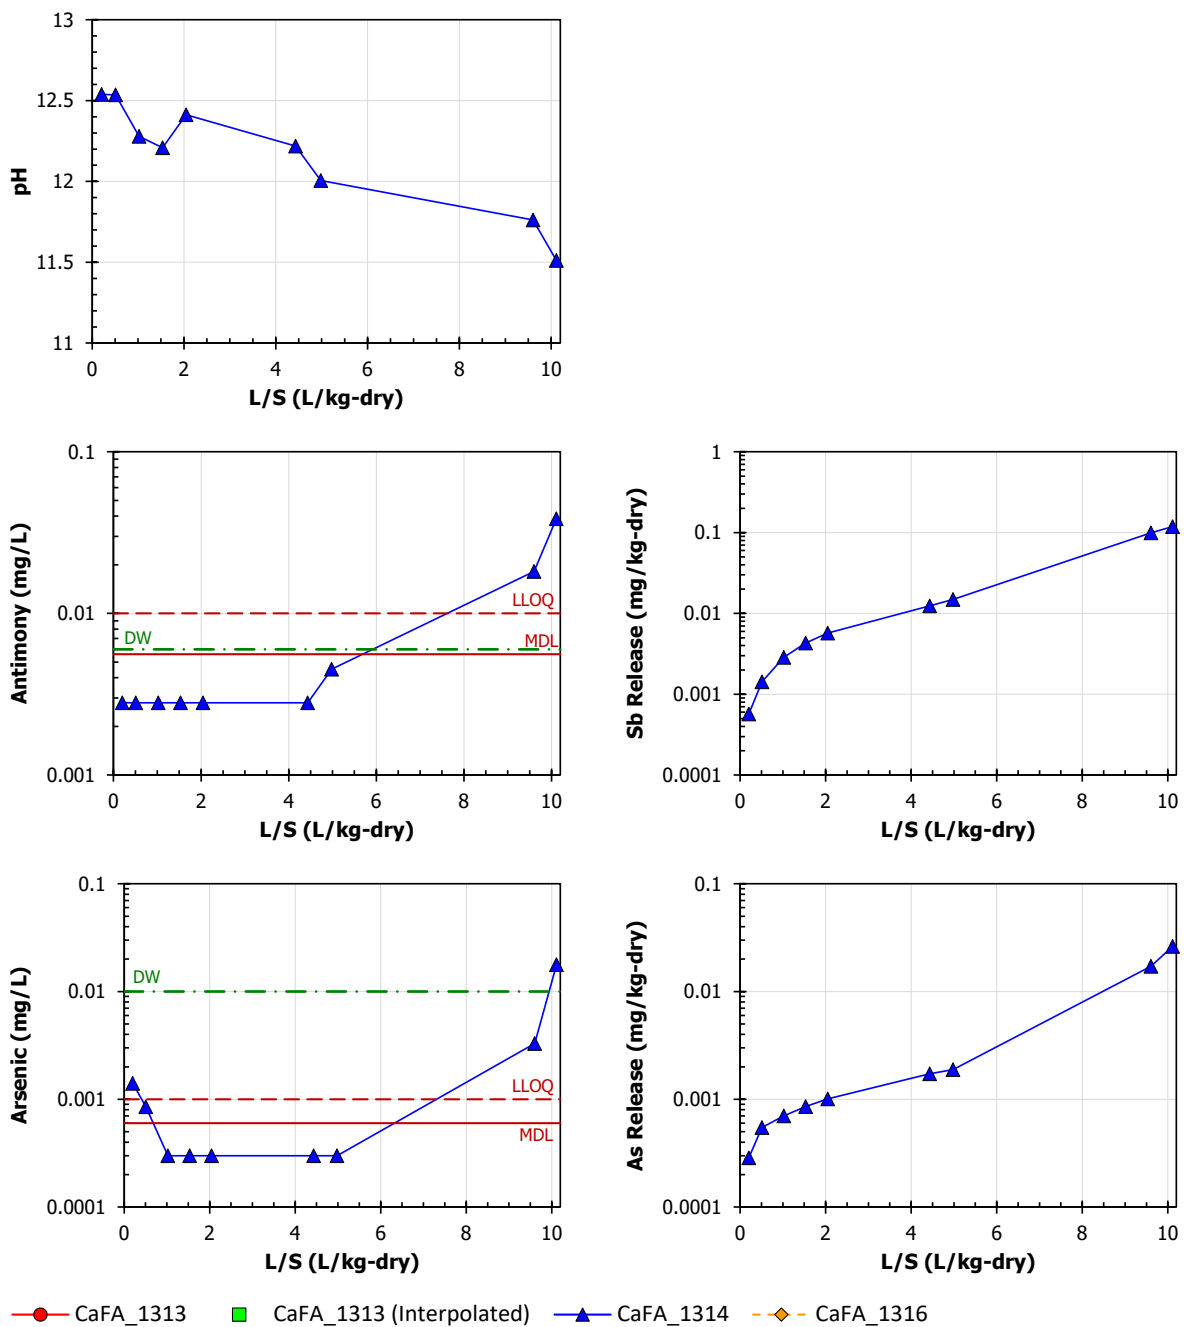 13
12.5
12
11.5
11
pH
0 2 4 6 8 10
L/S (L/kg-dry)
0.1
0.01
0.001
Antimony (mg/L)
LLOQ
DW
MDL
0 2 4 6 8 10
L/S (L/kg-dry)
1
0.1
0.01
0.001
0.0001
Sb Release (mg/kg-dry)
0 2 4 6 8 10
L/S (L/kg-dry)
0.1
0.01
0.001
0.0001
Arsenic (mg/L)
DW
LLOQ
MDL
0 2 4 6 8 10
L/S (L/kg-dry)
0.1
0.01
0.001
0.0001
As Release (mg/kg-dry)
0 2 4 6 8 10
L/S (L/kg-dry)
CaFA_1313 CaFA_1313 (Interpolated) CaFA_1314 CaFA_1316